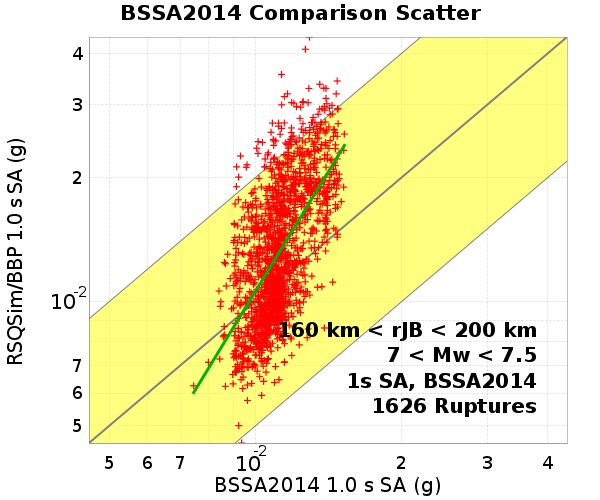 BSSA2014 Comparison Scatter
RSQSim/BBP 1.0 s SA (g)
4
3
2
10^-2
7
6
5
160 km < rJB < 200 km
7 < Mw < 7.5
1s SA, BSSA2014
1626 Ruptures
5 6 7 10^-2 2 3 4
BSSA2014 1.0 s SA (g)